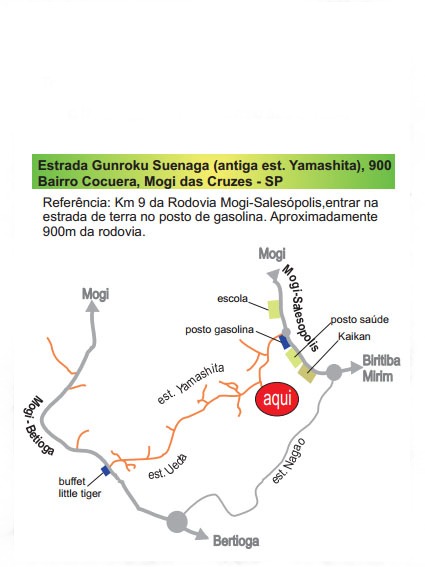 Estrada Gunroku Suenaga (antiga est. Yamashita), 900
Bairro Cocuera, Mogi das Cruzes - SP
Referência: Km 9 da Rodovia Mogi-Salesópolis,entrar na
estrada de terra no posto de gasolina. Aproximadamente
900m da rodovia.
Mogi
Mogi
Mogi-Salesopolis
escola
posto gasolina
posto saúde
Kaikan
Biritiba
Mirim
est. Yamashita
aqui
Mogi - Betioga
est. Ueda
est. Nagao
buffet
little tiger
Bertioga